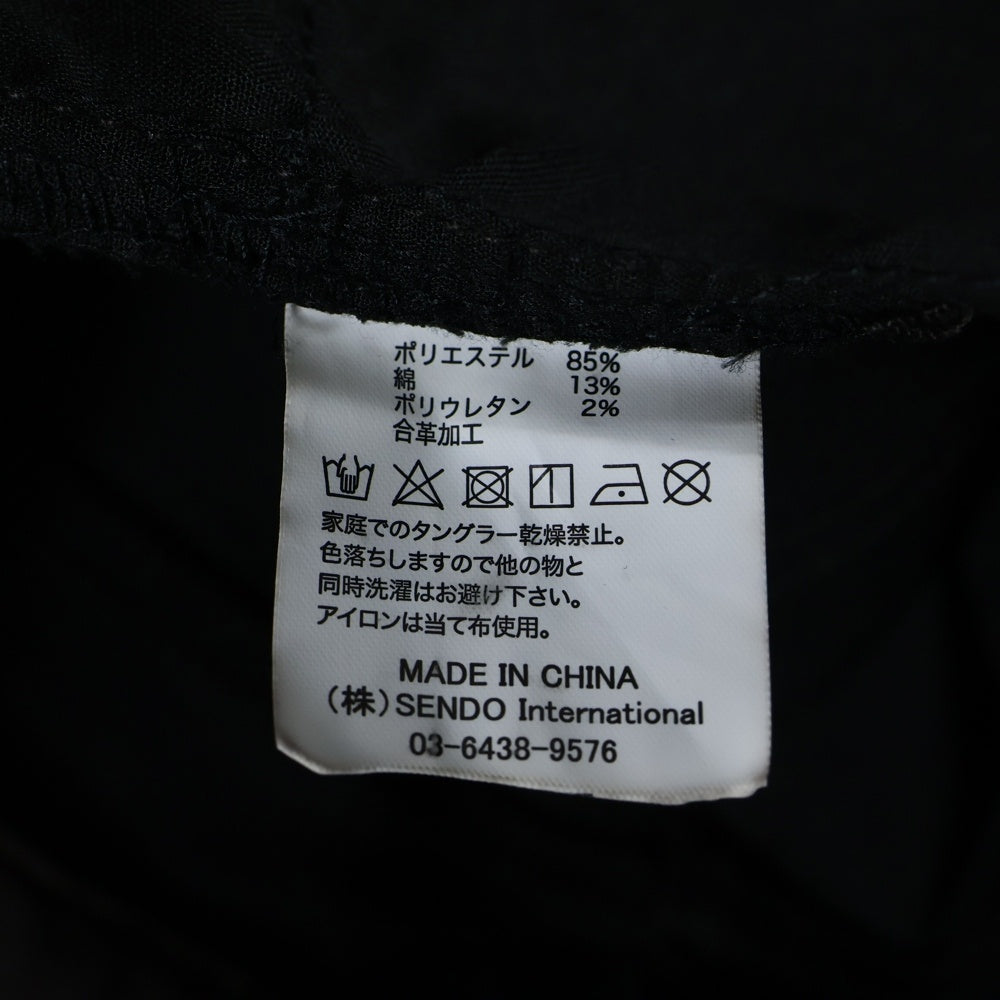 ポリエステル 85%
綿 13%
ポリウレタン 2%
合革加工
家庭でのタングラー乾燥禁止。
色落ちしますので他の物と
同時洗濯はお避け下さい。
アイロンは当て布使用。
MADE IN CHINA
(株)SENDO International
03-6438-9576